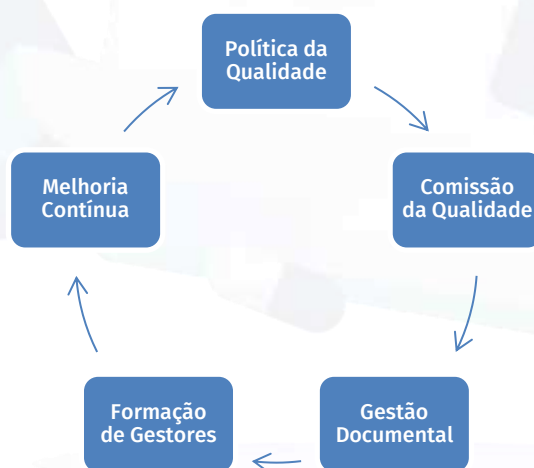 Política da
Qualidade
Comissão
da Qualidade
Gestão
Documental
Formação
de Gestores
Melhoria
Contínua